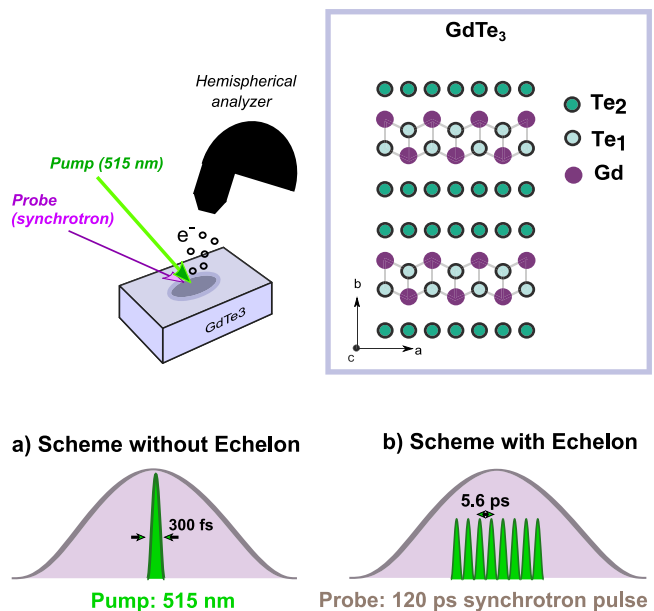 Hemispherical
analyzer
Pump (515 nm)
Probe
(synchrotron)
e-
GdTe3
GdTe₃
Te₂
Te₁
Gd
b
c
a
a) Scheme without Echelon
300 fs
Pump: 515 nm
b) Scheme with Echelon
5.6 ps
Probe: 120 ps synchrotron pulse